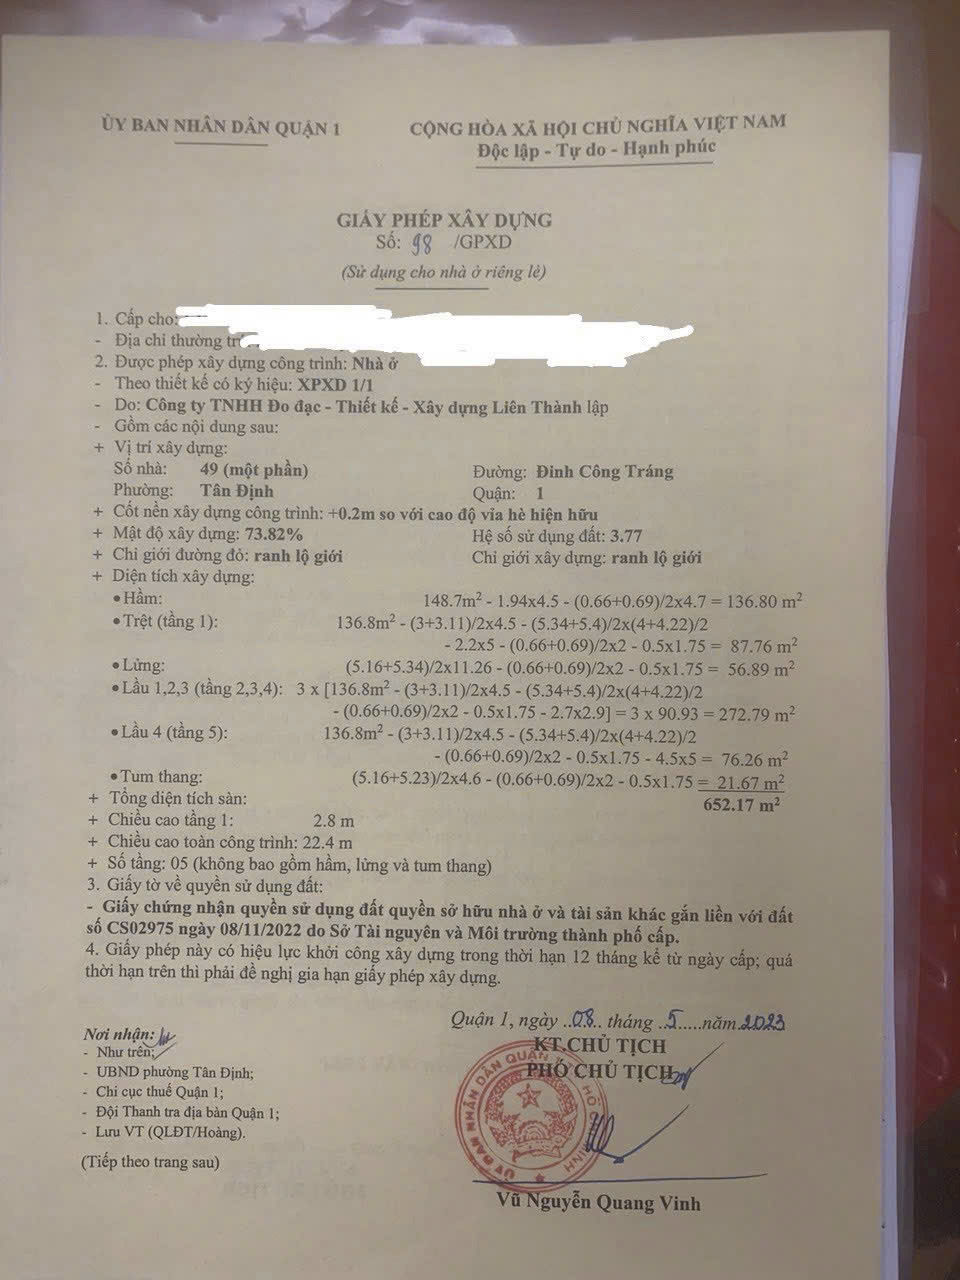 ỦY BAN NHÂN DÂN QUẬN 1
CỘNG HÒA XÃ HỘI CHỦ NGHĨA VIỆT NAM
Độc lập - Tự do - Hạnh phúc
GIẤY PHÉP XÂY DỰNG
Số: 98 /GPXD
(Sử dụng cho nhà ở riêng lẻ)
1. Cấp cho:
- Địa chỉ thường
2. Được phép xây dựng công trình: Nhà ở
- Theo thiết kế có ký hiệu: XPXD 1/1
- Do: Công ty TNHH Đo đạc - Thiết kế - Xây dựng Liên Thành lập
- Gồm các nội dung sau:
+ Vị trí xây dựng:
Số nhà: 49 (một phần) Đường: Đinh Công Tráng
Phường: Tân Định Quận: 1
+ Cốt nền xây dựng công trình: +0.2m so với cao độ vỉa hè hiện hữu
+ Mật độ xây dựng: 73.82% Hệ số sử dụng đất: 3.77
+ Chỉ giới đường đỏ: ranh lộ giới Chỉ giới xây dựng: ranh lộ giới
+ Diện tích xây dựng:
• Hầm: 148.7m² - 1.94x4.5 - (0.66+0.69)/2x4.7 = 136.80 m²
• Trệt (tầng 1): 136.8m² - (3+3.11)/2x4.5 - (5.34+5.4)/2x(4+4.22)/2
- 2.2x5 - (0.66+0.69)/2x2 - 0.5x1.75 = 87.76 m²
• Lửng: (5.16+5.34)/2x11.26 - (0.66+0.69)/2x2 - 0.5x1.75 = 56.89 m²
• Lầu 1,2,3 (tầng 2,3,4): 3 x [136.8m² - (3+3.11)/2x4.5 - (5.34+5.4)/2x(4+4.22)/2
- (0.66+0.69)/2x2 - 0.5x1.75 - 2.7x2.9] = 3 x 90.93 = 272.79 m²
• Lầu 4 (tầng 5): 136.8m² - (3+3.11)/2x4.5 - (5.34+5.4)/2x(4+4.22)/2
- (0.66+0.69)/2x2 - 0.5x1.75 - 4.5x5 = 76.26 m²
• Tum thang: (5.16+5.23)/2x4.6 - (0.66+0.69)/2x2 - 0.5x1.75 = 21.67 m²
+ Tổng diện tích sàn: 652.17 m²
+ Chiều cao tầng 1: 2.8 m
+ Chiều cao toàn công trình: 22.4 m
+ Số tầng: 05 (không bao gồm hầm, lửng và tum thang)
3. Giấy tờ về quyền sử dụng đất:
- Giấy chứng nhận quyền sử dụng đất quyền sở hữu nhà ở và tài sản khác gắn liền với đất
số CS02975 ngày 08/11/2022 do Sở Tài nguyên và Môi trường thành phố cấp.
4. Giấy phép này có hiệu lực khởi công xây dựng trong thời hạn 12 tháng kể từ ngày cấp; quá
thời hạn trên thì phải đề nghị gia hạn giấy phép xây dựng.
Quận 1, ngày ..08.. tháng ..5.....năm.2023
KT.CHỦ TỊCH
PHÓ CHỦ TỊCH
Nơi nhận:
- Như trên;
- UBND phường Tân Định;
- Chi cục thuế Quận 1;
- Đội Thanh tra địa bàn Quận 1;
- Lưu VT (QLĐT/Hoàng).
(Tiếp theo trang sau)
ỦY BAN NHÂN DÂN QUẬN 1
Vũ Nguyễn Quang Vinh